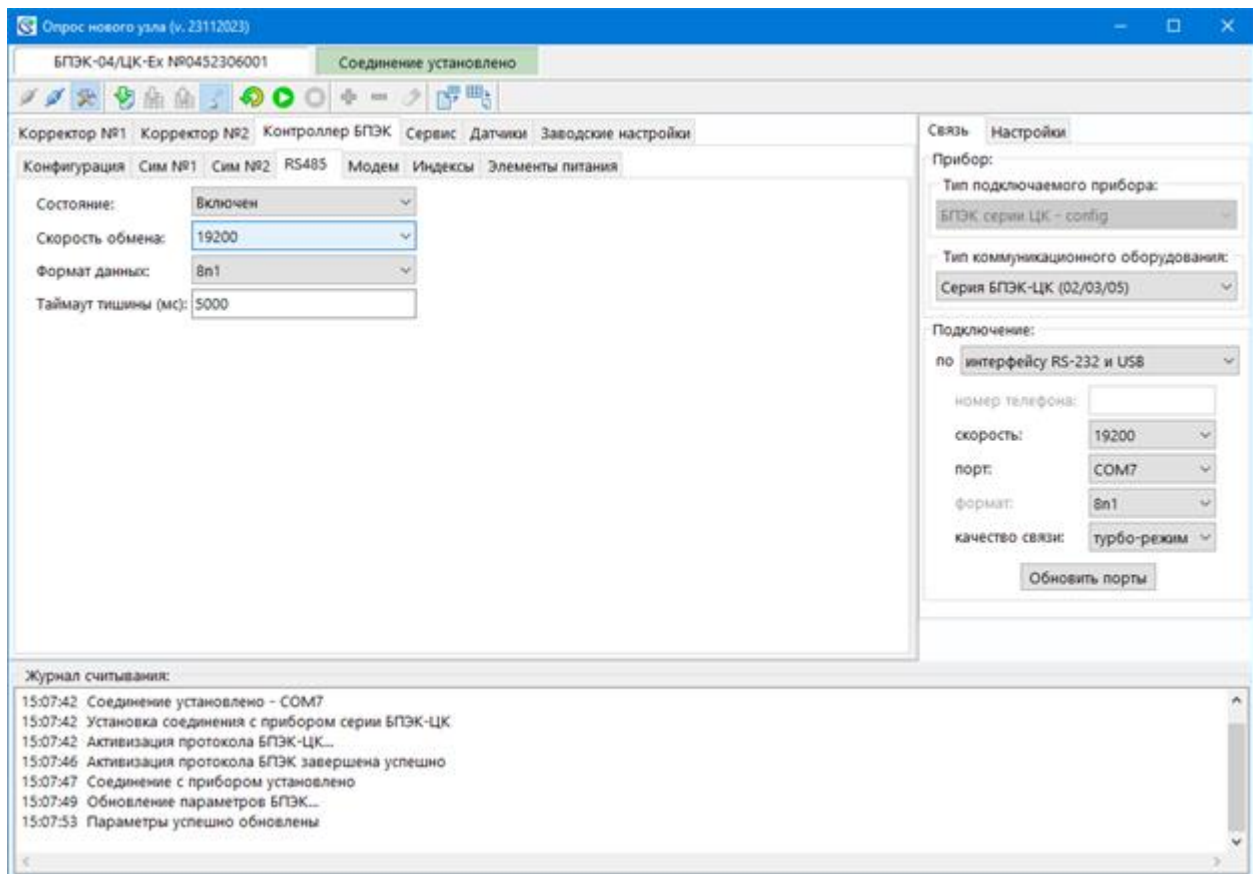 Опрос нового узла (v. 23112023)
БПЭК-04/ЦК-Ex №0452306001 Соединение установлено
Корректор №1 Корректор №2 Контроллер БПЭК Сервис Датчики Заводские настройки
Конфигурация Сим №1 Сим №2 RS485 Модем Индексы Элементы питания
Состояние: Включен
Скорость обмена: 19200
Формат данных: 8n1
Таймаут тишины (мс): 5000
Связь Настройки
Прибор:
Тип подключаемого прибора:
БПЭК серии ЦК - config
Тип коммуникационного оборудования:
Серия БПЭК-ЦК (02/03/05)
Подключение:
по интерфейсу RS-232 и USB
номер телефона:
скорость: 19200
порт: COM7
формат: 8n1
качество связи: турбо-режим
Обновить порты
Журнал считывания:
15:07:42 Соединение установлено - COM7
15:07:42 Установка соединения с прибором серии БПЭК-ЦК
15:07:42 Активизация протокола БПЭК-ЦК...
15:07:46 Активизация протокола БПЭК завершена успешно
15:07:47 Соединение с прибором установлено
15:07:49 Обновление параметров БПЭК...
15:07:53 Параметры успешно обновлены